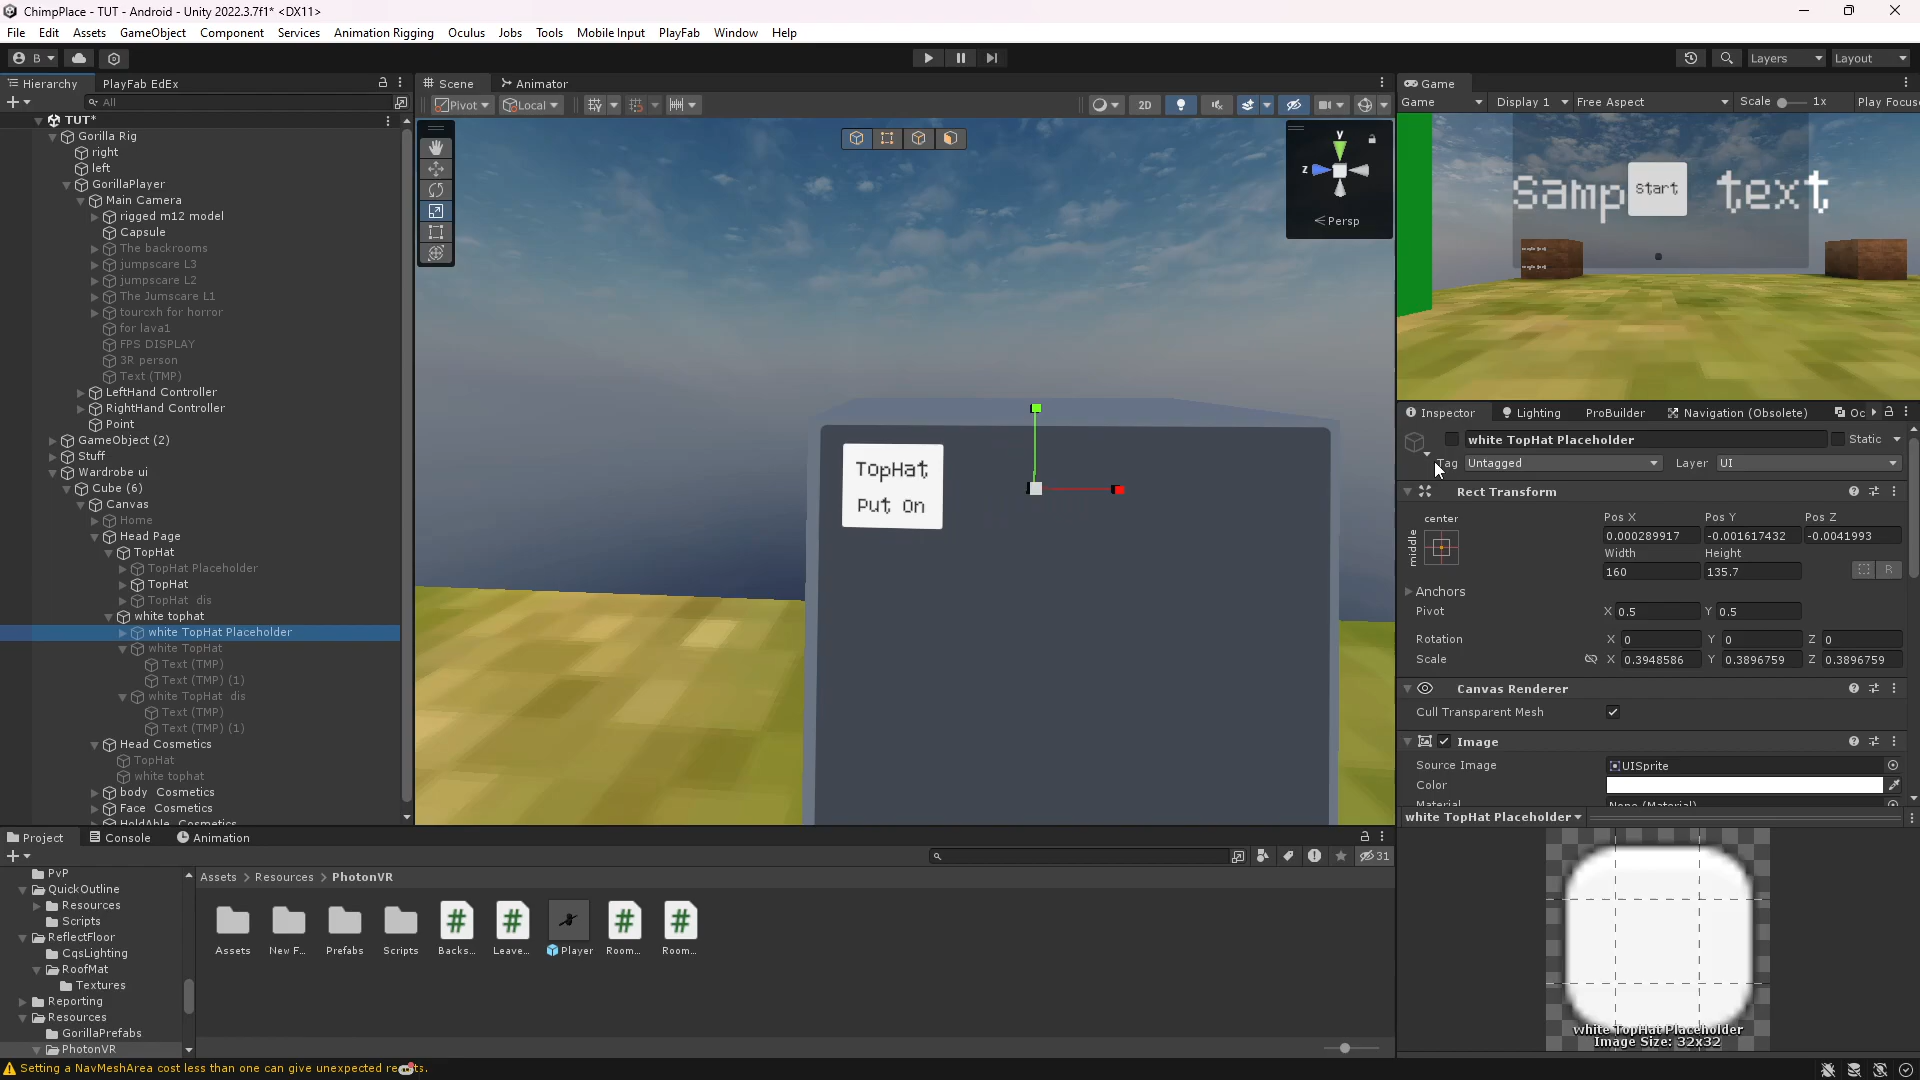 ChimpPlace - TUT - Android - Unity 2022.3.7f1* <DX11>
File Edit Assets GameObject Component Services Animation Rigging Oculus Jobs Tools Mobile Input PlayFab Window Help
B Layers Layout
Hierarchy PlayFab EdEx
All
TUT*
Gorilla Rig
right
left
GorillaPlayer
Main Camera
rigged m12 model
Capsule
The backrooms
jumpscare L3
jumpscare L2
The Jumscare L1
tourcxh for horror
for lava1
FPS DISPLAY
3R person
Text (TMP)
LeftHand Controller
RightHand Controller
Point
GameObject (2)
Stuff
Wardrobe ui
Cube (6)
Canvas
Home
Head Page
TopHat
TopHat Placeholder
TopHat
TopHat dis
white tophat
white TopHat Placeholder
white TopHat
Text (TMP)
Text (TMP) (1)
white TopHat dis
Text (TMP)
Text (TMP) (1)
Head Cosmetics
TopHat
white tophat
body Cosmetics
Face Cosmetics
HoldAble Cosmetics
Scene Animator
Pivot Local 2D
y
z
Persp
TopHat
Put On
Game
Game Display 1 Free Aspect Scale 1x Play Focus
Samp Start text
Inspector Lighting ProBuilder Navigation (Obsolete) Oc
white TopHat Placeholder Static
Tag Untagged Layer UI
Rect Transform
center
middle
Pos X Pos Y Pos Z
0.000289917 -0.001617432 -0.0041993
Width Height
160 135.7 R
Anchors
Pivot X 0.5 Y 0.5
Rotation X 0 Y 0 Z 0
Scale X 0.3948586 Y 0.3896759 Z 0.3896759
Canvas Renderer
Cull Transparent Mesh
Image
Source Image UISprite
Color
Material None (Material)
white TopHat Placeholder
white TopHat Placeholder
Image Size: 32x32
Project Console Animation
31
PvP
QuickOutline
Resources
Scripts
ReflectFloor
CqsLighting
RoofMat
Textures
Reporting
Resources
GorillaPrefabs
PhotonVR
Assets > Resources > PhotonVR
Assets New F... Prefabs Scripts Backs... Leave... Player Room... Room...
Setting a NavMeshArea cost less than one can give unexpected